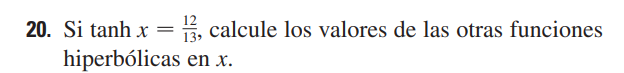 20. Si tanh x = 12/13, calcule los valores de las otras funciones
hiperbólicas en x.